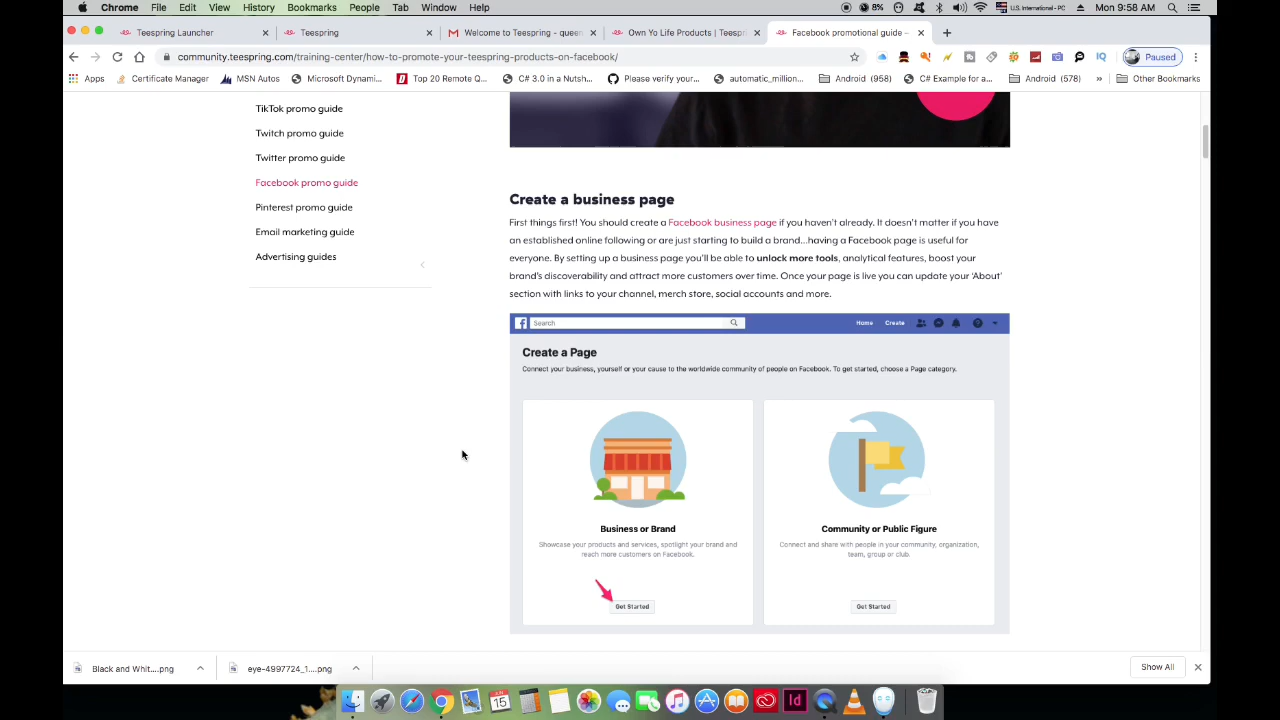 Chrome File Edit View History Bookmarks People Tab Window Help 8% U.S. International - PC Mon 9:58 AM
Teespring Launcher Teespring Welcome to Teespring - queen Own Yo Life Products | Teespring Facebook promotional guide –
community.teespring.com/training-center/how-to-promote-your-teespring-products-on-facebook/ IQ Paused
Apps Certificate Manager MSN Autos Microsoft Dynami... Top 20 Remote Q... C# 3.0 in a Nutsh... Please verify your... automatic_million... Android (958) C# Example for a... Android (578) » Other Bookmarks
TikTok promo guide
Twitch promo guide
Twitter promo guide
Facebook promo guide
Pinterest promo guide
Email marketing guide
Advertising guides
Create a business page
First things first! You should create a Facebook business page if you haven't already. It doesn't matter if you have
an established online following or are just starting to build a brand...having a Facebook page is useful for
everyone. By setting up a business page you'll be able to unlock more tools, analytical features, boost your
brand's discoverability and attract more customers over time. Once your page is live you can update your 'About'
section with links to your channel, merch store, social accounts and more.
f Search Home Create
Create a Page
Connect your business, yourself or your cause to the worldwide community of people on Facebook. To get started, choose a Page category.
Business or Brand
Showcase your products and services, spotlight your brand and
reach more customers on Facebook.
Get Started
Community or Public Figure
Connect and share with people in your community, organization,
team, group or club.
Get Started
Black and Whit....png eye-4997724_1....png Show All
JUN 15 Id